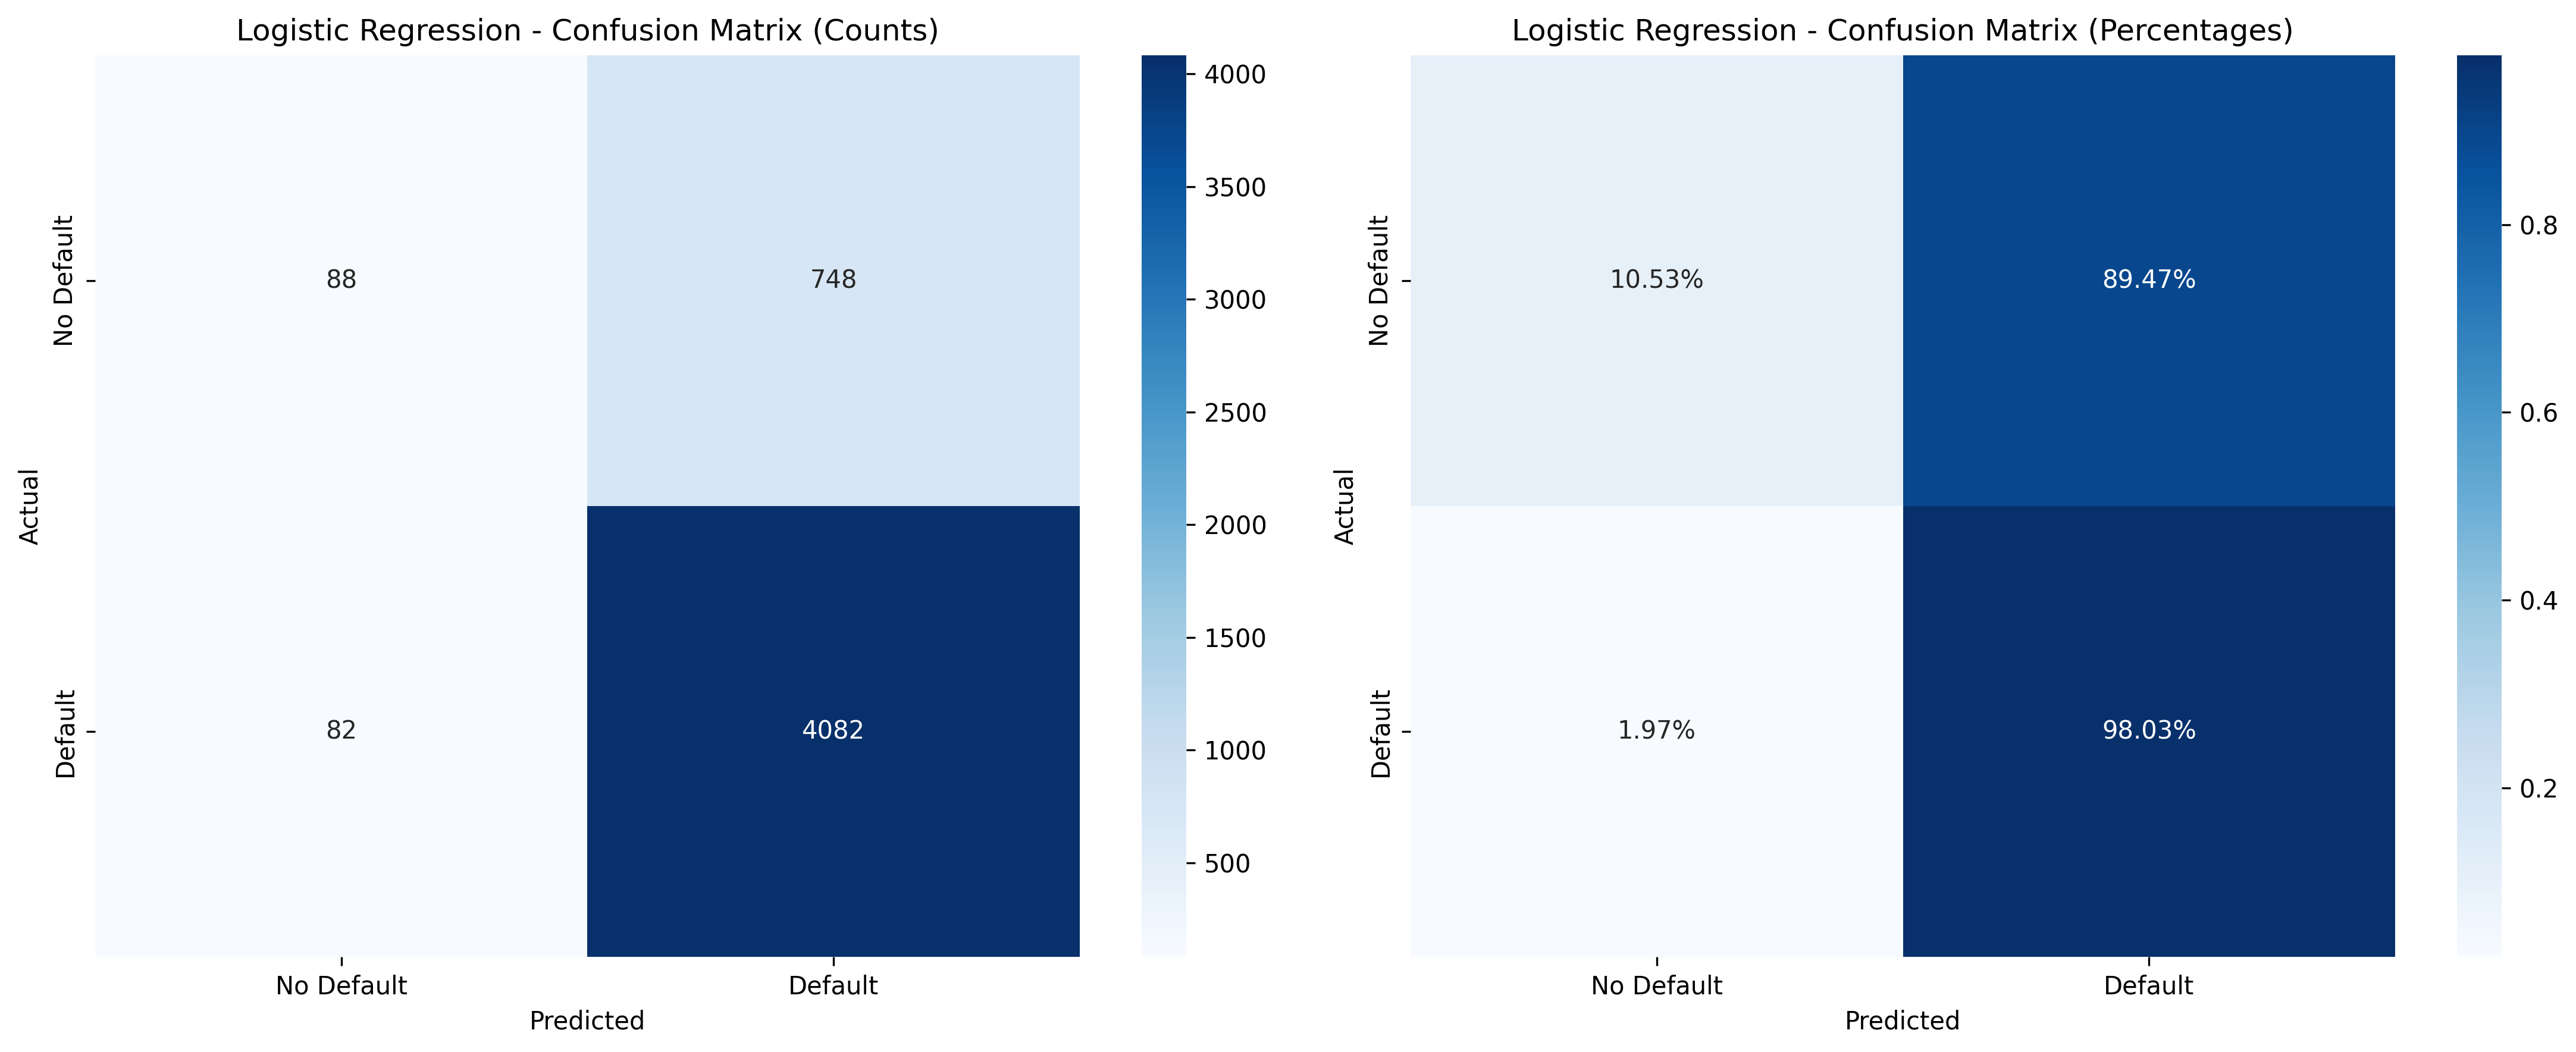 Logistic Regression - Confusion Matrix (Counts)
No Default
Default
Actual
88
748
82
4082
No Default
Default
Predicted
4000
3500
3000
2500
2000
1500
1000
500
Logistic Regression - Confusion Matrix (Percentages)
No Default
Default
Actual
10.53%
89.47%
1.97%
98.03%
No Default
Default
Predicted
0.8
0.6
0.4
0.2